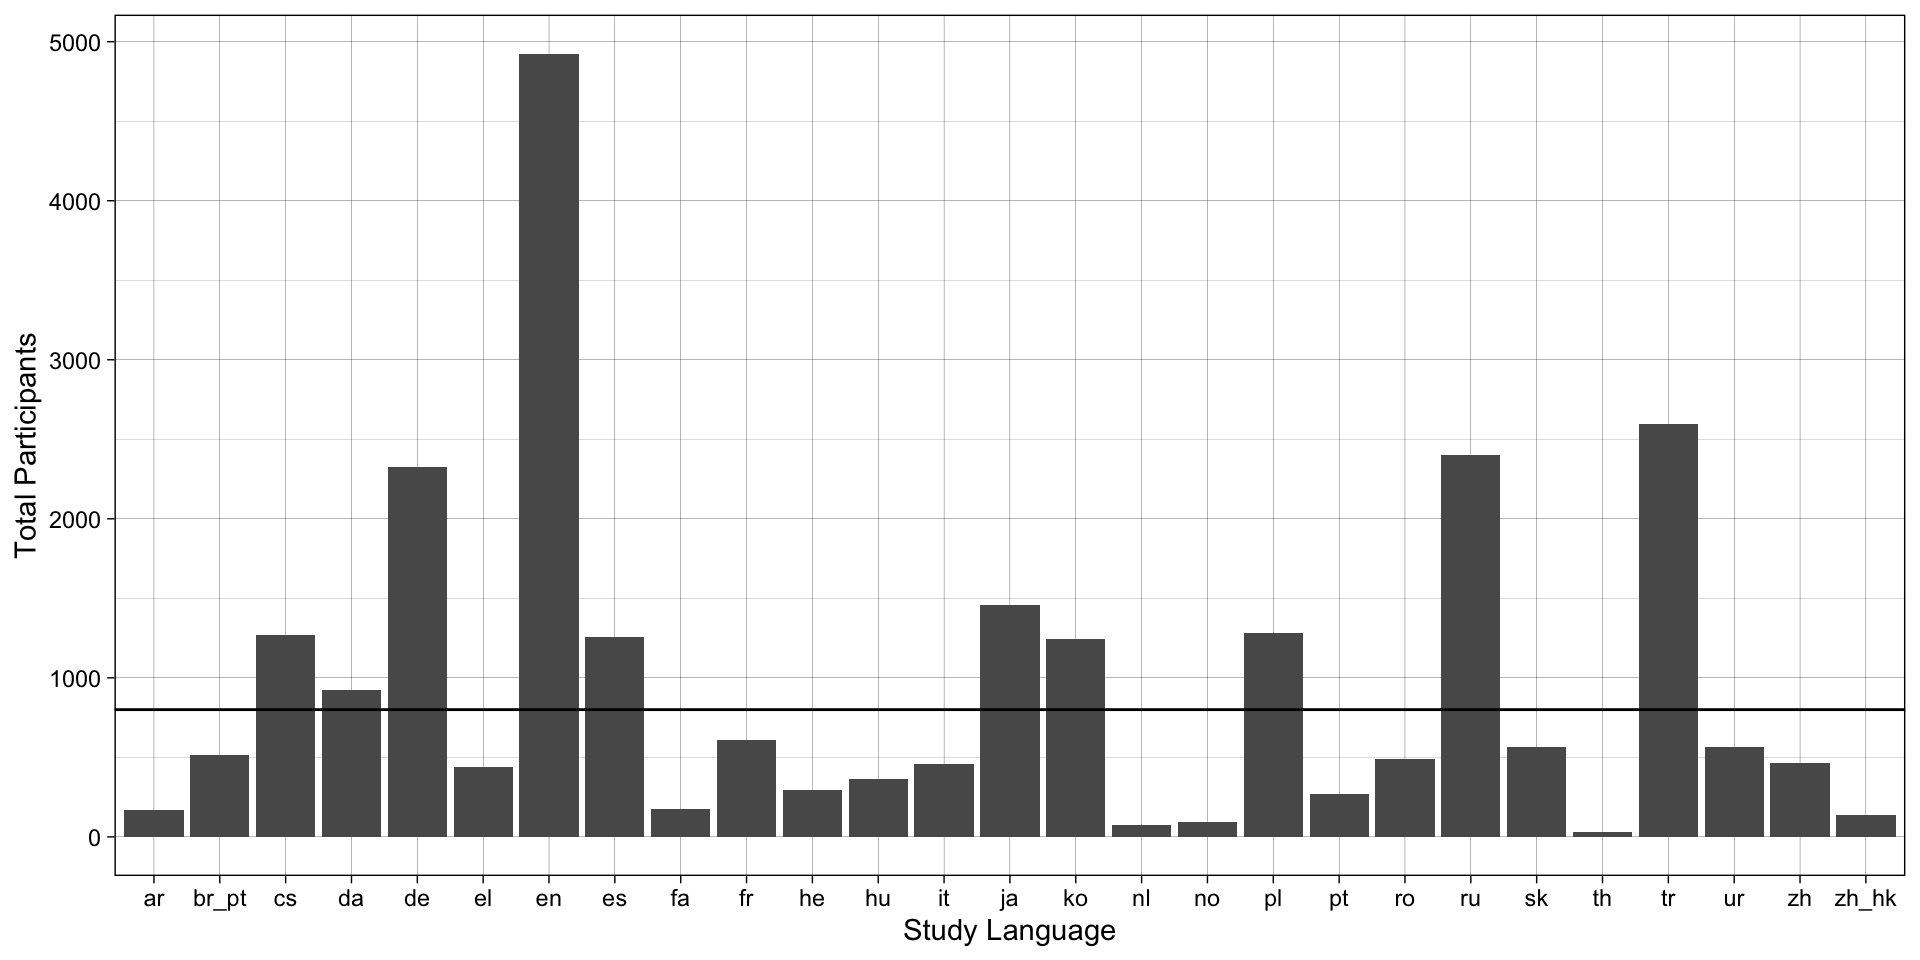 5000
4000
3000
2000
1000
0
Total Participants
ar br_pt cs da de el en es fa fr he hu it ja ko nl no pl pt ro ru sk th tr ur zh zh_hk
Study Language